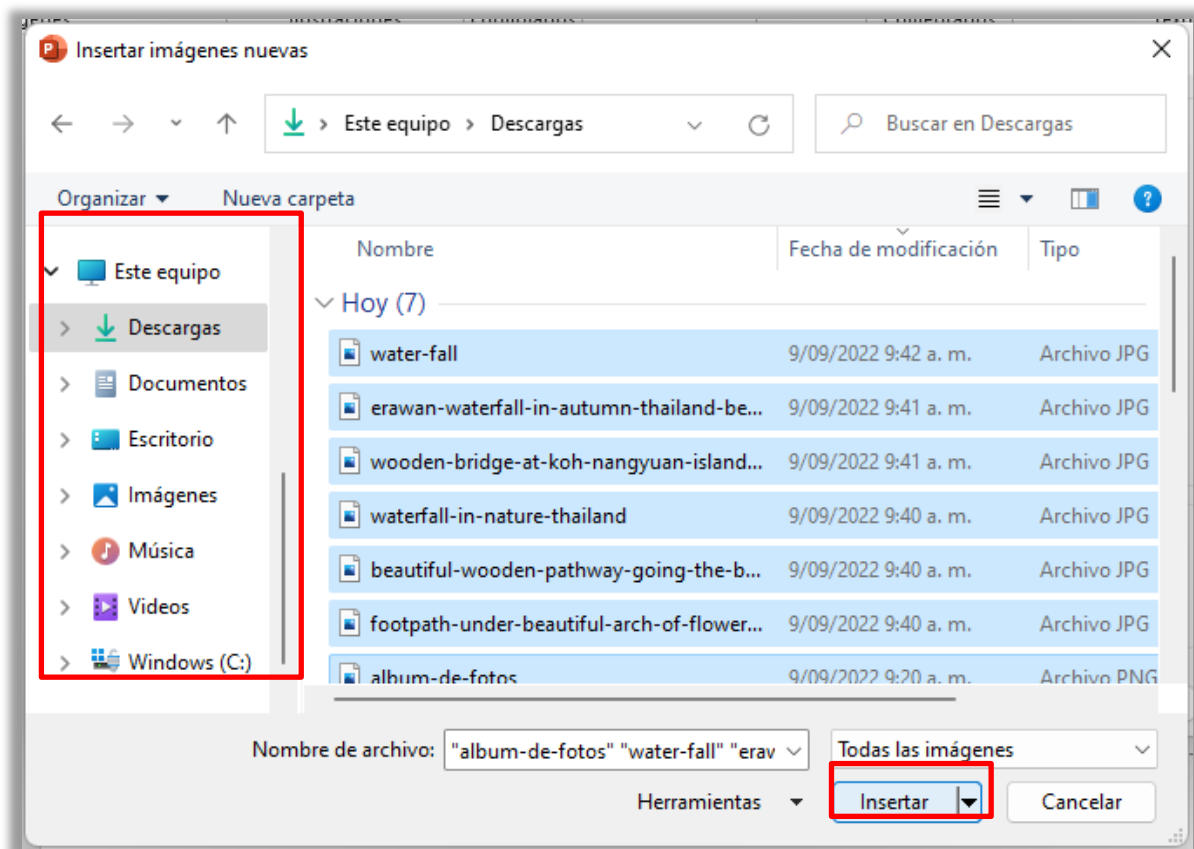 Insertar imágenes nuevas
Este equipo > Descargas
Buscar en Descargas
Organizar
Nueva carpeta
Este equipo
Descargas
Documentos
Escritorio
Imágenes
Música
Videos
Windows (C:)
Nombre Fecha de modificación Tipo
Hoy (7)
water-fall 9/09/2022 9:42 a. m. Archivo JPG
erawan-waterfall-in-autumn-thailand-be... 9/09/2022 9:41 a. m. Archivo JPG
wooden-bridge-at-koh-nangyuan-island... 9/09/2022 9:41 a. m. Archivo JPG
waterfall-in-nature-thailand 9/09/2022 9:40 a. m. Archivo JPG
beautiful-wooden-pathway-going-the-b... 9/09/2022 9:40 a. m. Archivo JPG
footpath-under-beautiful-arch-of-flower... 9/09/2022 9:40 a. m. Archivo JPG
album-de-fotos 9/09/2022 9:20 a. m. Archivo PNG
Nombre de archivo: "album-de-fotos" "water-fall" "erav
Todas las imágenes
Herramientas
Insertar
Cancelar